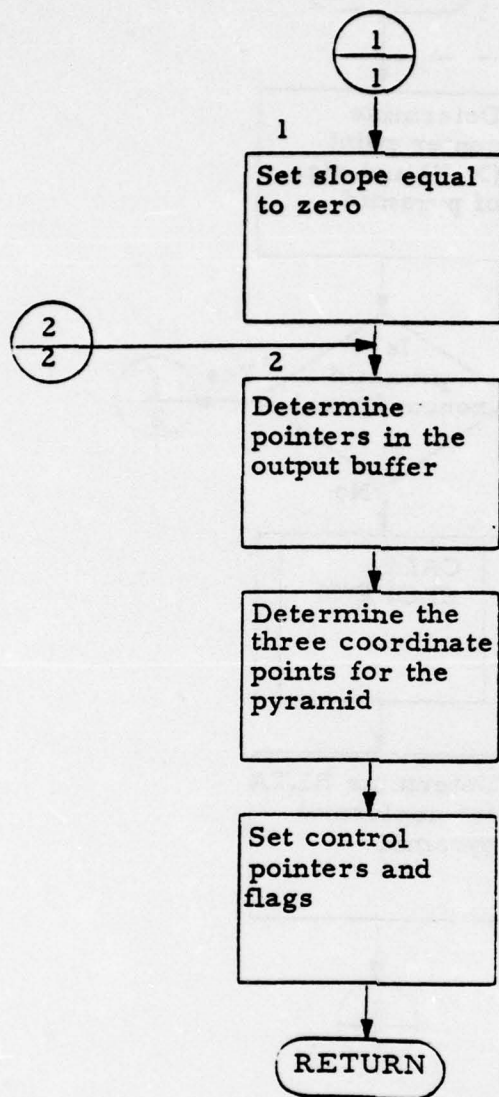 1
1
1
Set slope equal
to zero
2
2
2
Determine
pointers in the
output buffer
Determine the
three coordinate
points for the
pyramid
Set control
pointers and
flags
RETURN
No